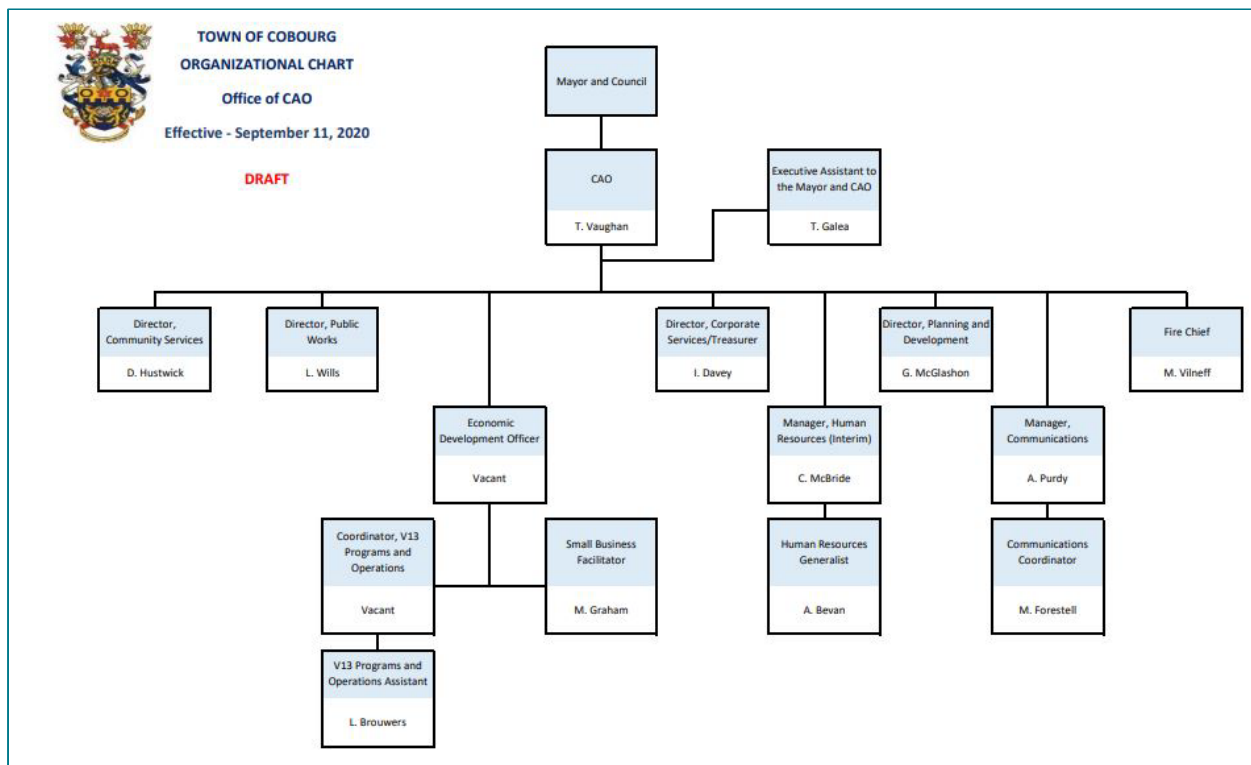 TOWN OF COBOURG
ORGANIZATIONAL CHART
Office of CAO
Effective - September 11, 2020
DRAFT
Mayor and Council
CAO
T. Vaughan
Executive Assistant to
the Mayor and CAO
T. Galea
Director,
Community Services
D. Hustwick
Director, Public
Works
L. Wills
Director, Corporate
Services/Treasurer
I. Davey
Director, Planning and
Development
G. McGlashon
Fire Chief
M. Vilneff
Economic
Development Officer
Vacant
Manager, Human
Resources (Interim)
C. McBride
Manager,
Communications
A. Purdy
Coordinator, V13
Programs and
Operations
Vacant
Small Business
Facilitator
M. Graham
Human Resources
Generalist
A. Bevan
Communications
Coordinator
M. Forestell
V13 Programs and
Operations Assistant
L. Brouwers